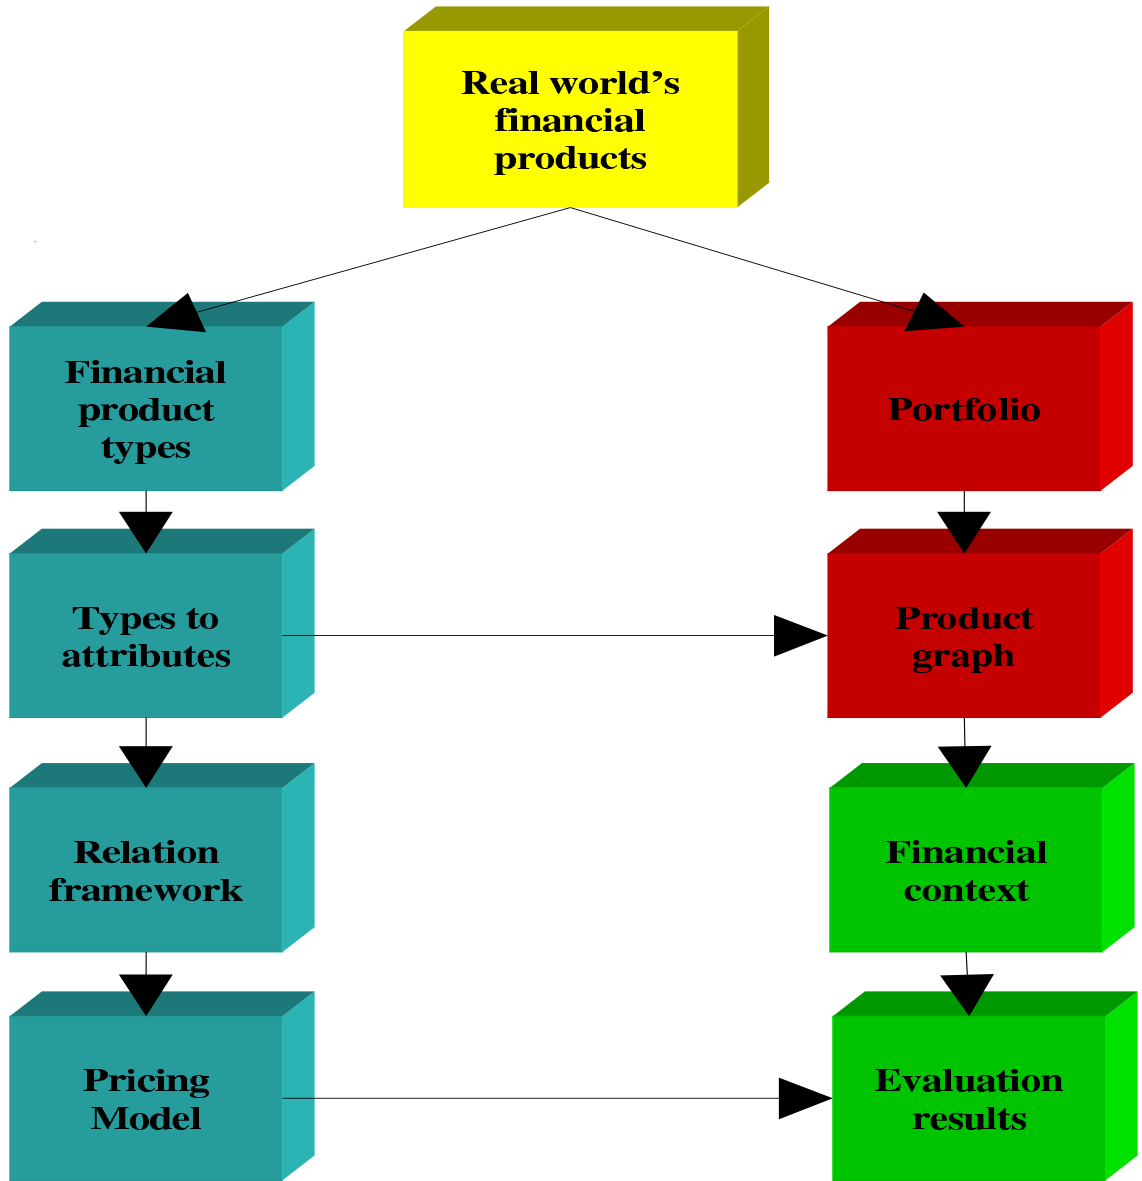 Real world’s
financial
products
Financial
product
types
Portfolio
Types to
attributes
Product
graph
Relation
framework
Financial
context
Pricing
Model
Evaluation
results